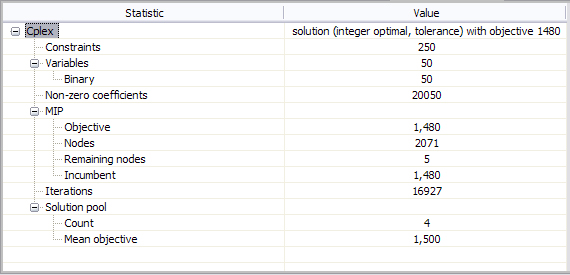 Statistic Value
Cplex solution (integer optimal, tolerance) with objective 1480
Constraints 250
Variables 50
Binary 50
Non-zero coefficients 20050
MIP
Objective 1,480
Nodes 2071
Remaining nodes 5
Incumbent 1,480
Iterations 16927
Solution pool
Count 4
Mean objective 1,500